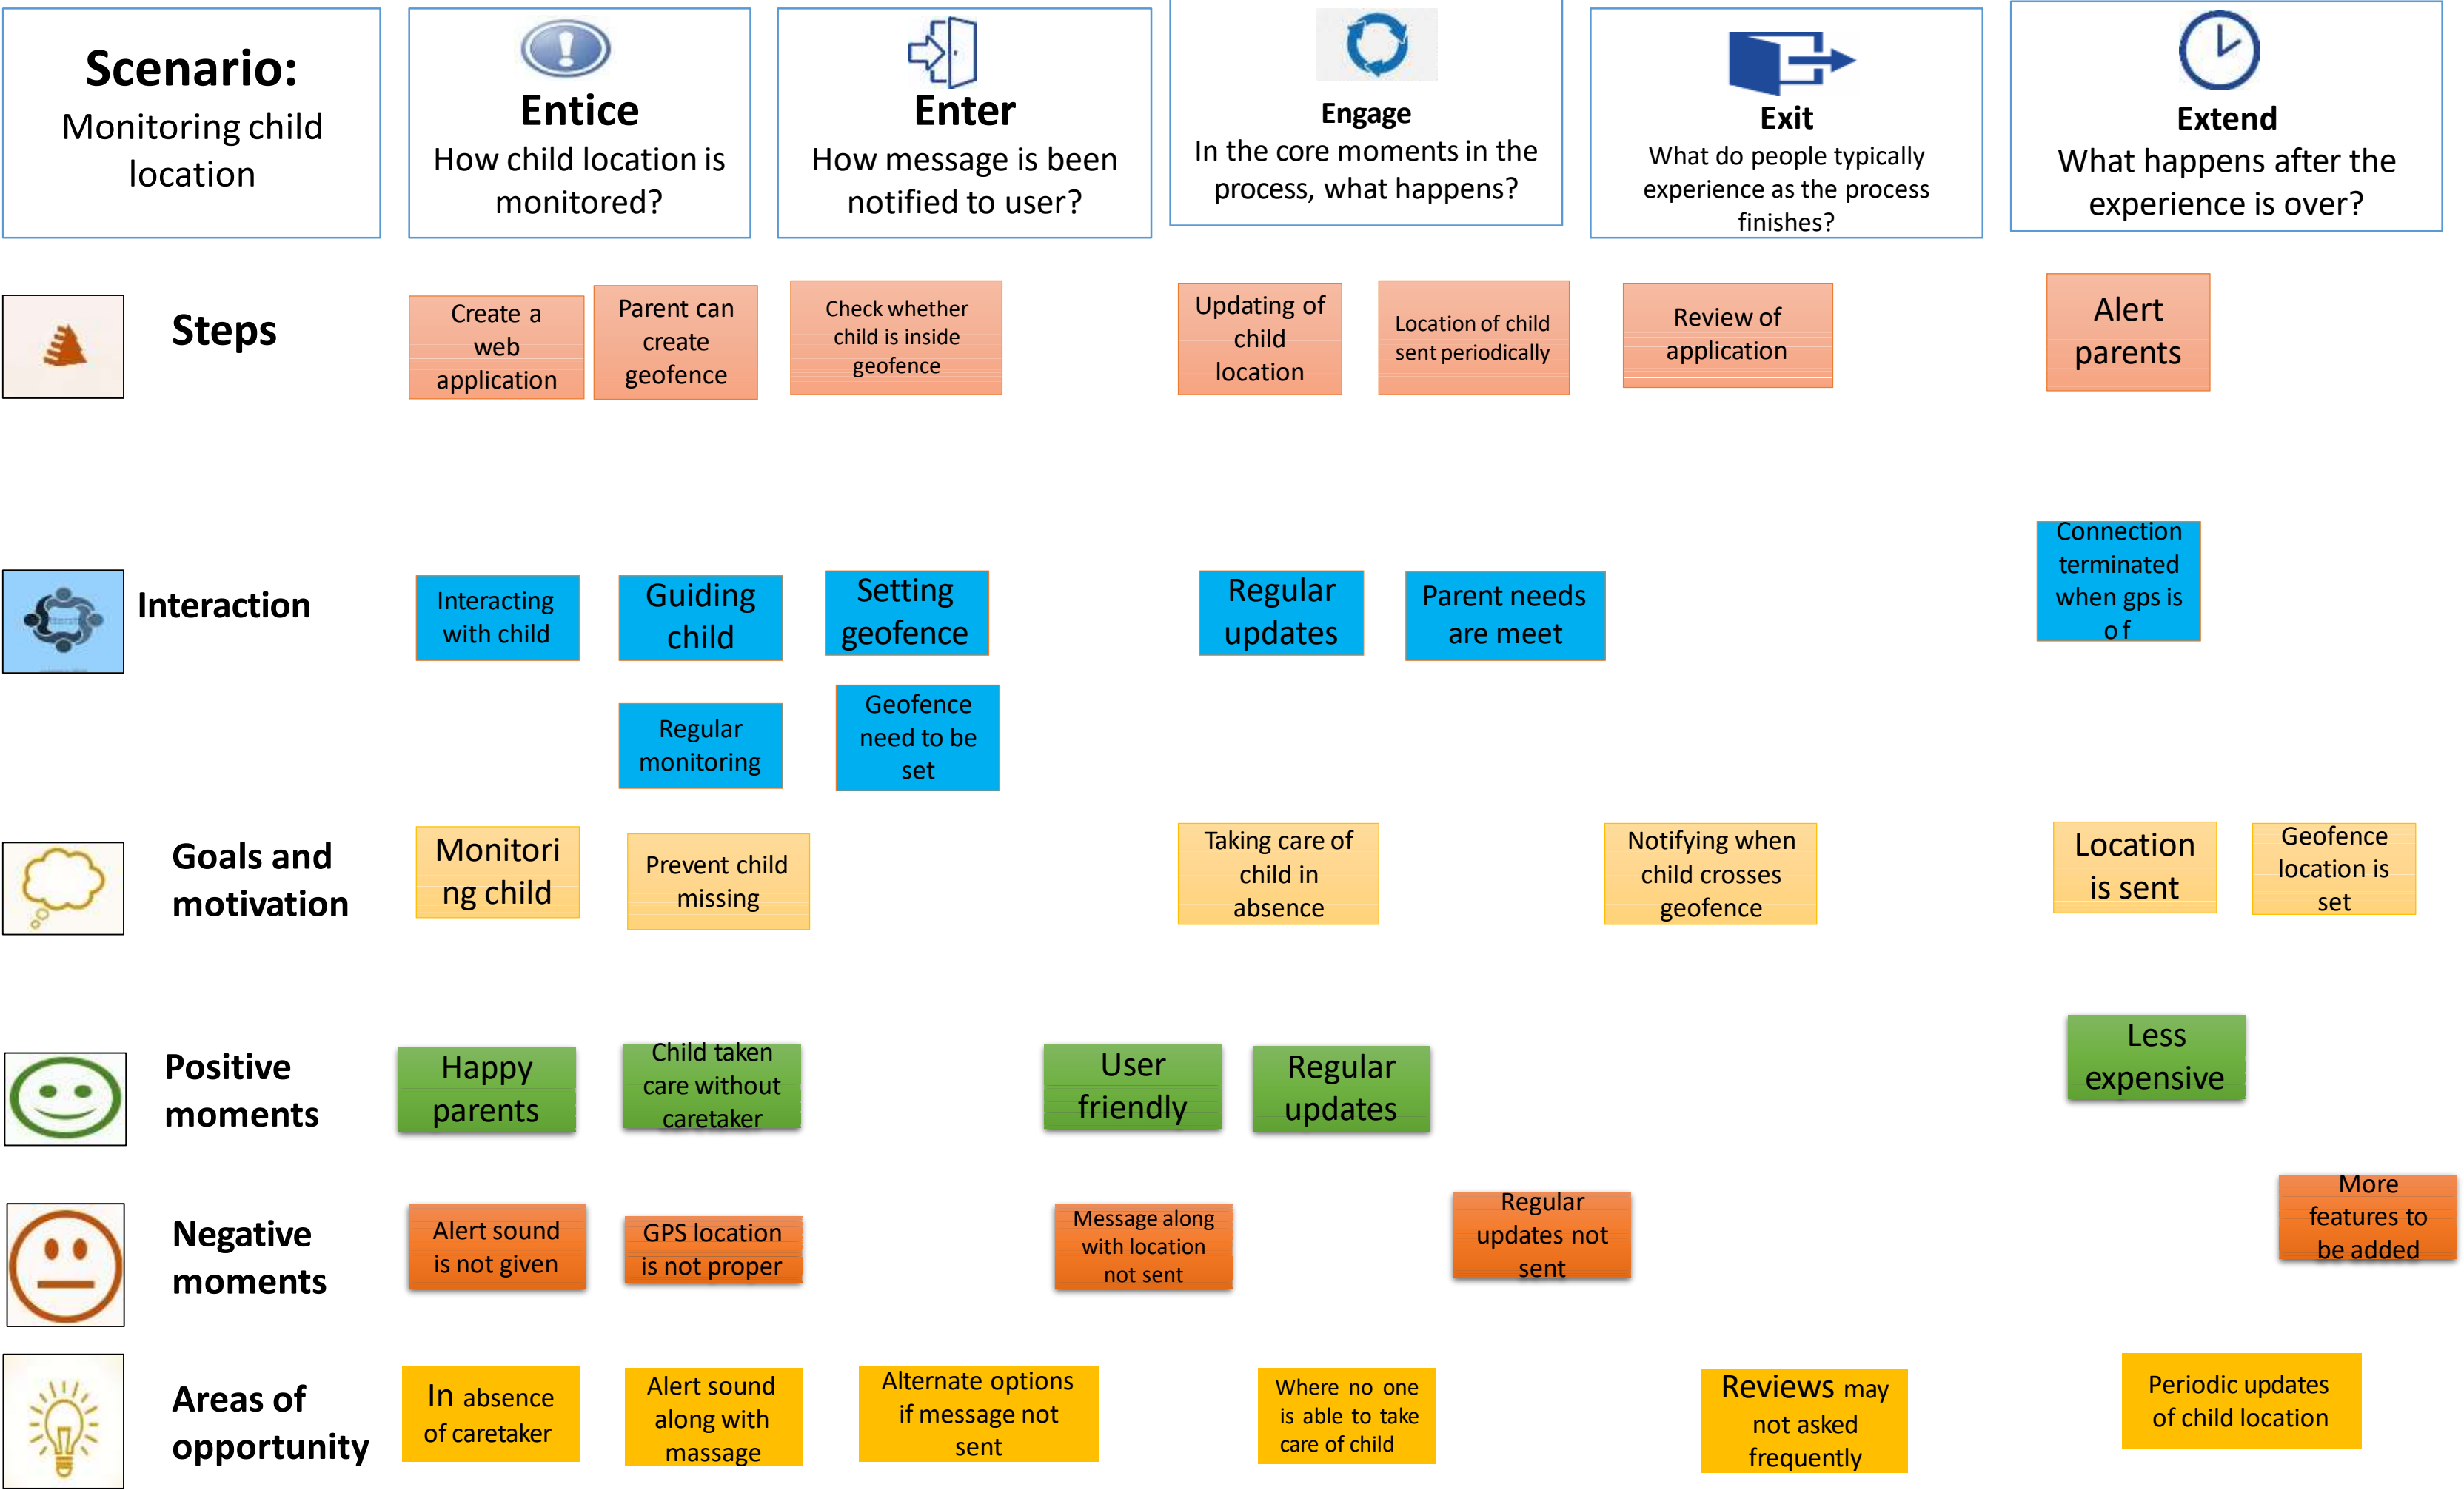 Scenario:
Monitoring child
location
Entice
How child location is
monitored?
Enter
How message is been
notified to user?
Engage
In the core moments in the
process, what happens?
Exit
What do people typically
experience as the process
finishes?
Extend
What happens after the
experience is over?
Steps
Create a
web
application
Parent can
create
geofence
Check whether
child is inside
geofence
Updating of
child
location
Location of child
sent periodically
Review of
application
Alert
parents
Interaction
Interacting
with child
Guiding
child
Setting
geofence
Regular
updates
Parent needs
are meet
Connection
terminated
when gps is
of
Regular
monitoring
Geofence
need to be
set
Goals and
motivation
Monitori
ng child
Prevent child
missing
Taking care of
child in
absence
Notifying when
child crosses
geofence
Location
is sent
Geofence
location is
set
Positive
moments
Happy
parents
Child taken
care without
caretaker
User
friendly
Regular
updates
Less
expensive
Negative
moments
Alert sound
is not given
GPS location
is not proper
Message along
with location
not sent
Regular
updates not
sent
More
features to
be added
Areas of
opportunity
In absence
of caretaker
Alert sound
along with
massage
Alternate options
if message not
sent
Where no one
is able to take
care of child
Reviews may
not asked
frequently
Periodic updates
of child location